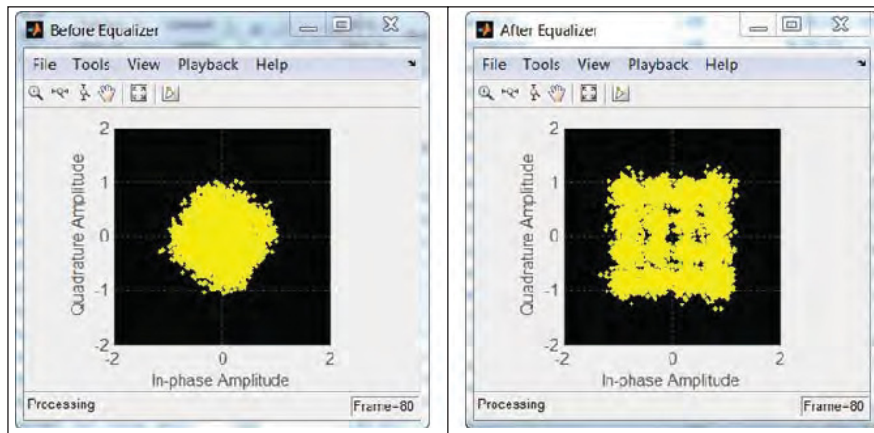 Before Equalizer
File Tools View Playback Help
2
1
0
-1
-2
-2 0 2
Quadrature Amplitude
In-phase Amplitude
Processing
Frame=80
After Equalizer
File Tools View Playback Help
2
1
0
-1
-2
-2 0 2
Quadrature Amplitude
In-phase Amplitude
Processing
Frame=80